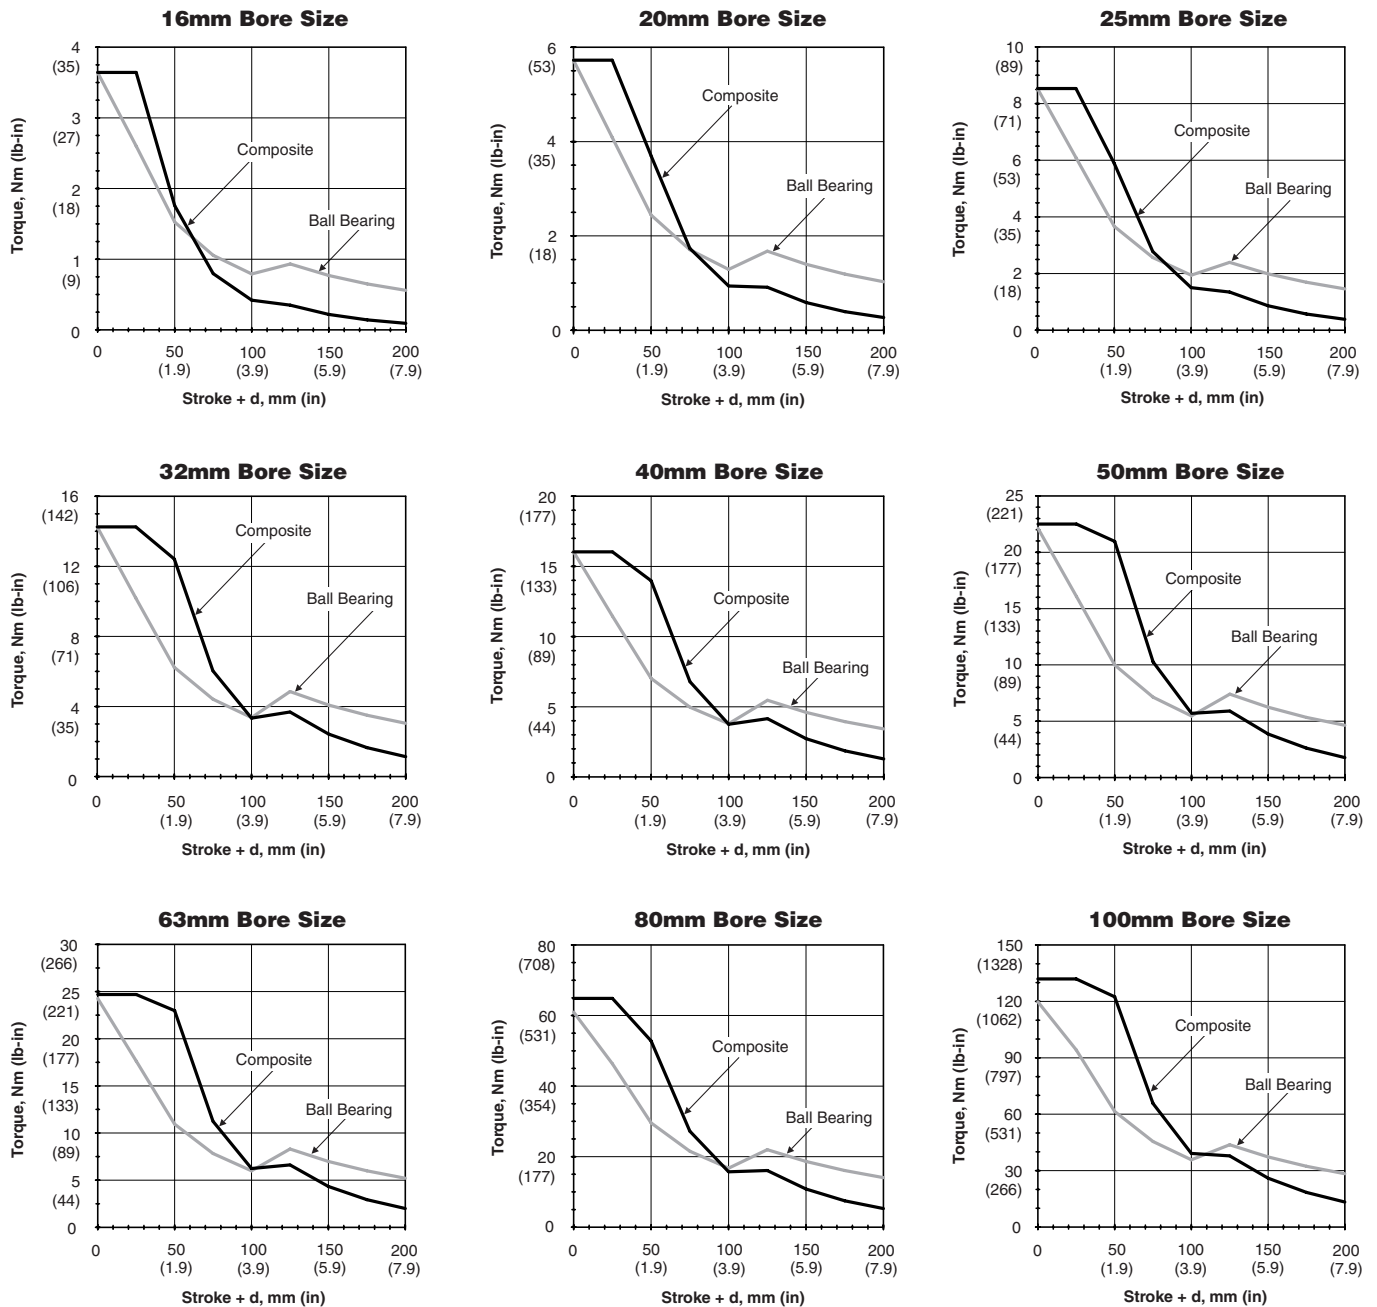 16mm Bore Size
Torque, Nm (lb-in)
4
(35)
3
(27)
2
(18)
1
(9)
0
Composite
Ball Bearing
0 50 100 150 200
(1.9) (3.9) (5.9) (7.9)
Stroke + d, mm (in)
20mm Bore Size
Torque, Nm (lb-in)
6
(53)
4
(35)
2
(18)
0
Composite
Ball Bearing
0 50 100 150 200
(1.9) (3.9) (5.9) (7.9)
Stroke + d, mm (in)
25mm Bore Size
Torque, Nm (lb-in)
10
(89)
8
(71)
6
(53)
4
(35)
2
(18)
0
Composite
Ball Bearing
0 50 100 150 200
(1.9) (3.9) (5.9) (7.9)
Stroke + d, mm (in)
32mm Bore Size
Torque, Nm (lb-in)
16
(142)
12
(106)
8
(71)
4
(35)
0
Composite
Ball Bearing
0 50 100 150 200
(1.9) (3.9) (5.9) (7.9)
Stroke + d, mm (in)
40mm Bore Size
Torque, Nm (lb-in)
20
(177)
15
(133)
10
(89)
5
(44)
0
Composite
Ball Bearing
0 50 100 150 200
(1.9) (3.9) (5.9) (7.9)
Stroke + d, mm (in)
50mm Bore Size
Torque, Nm (lb-in)
25
(221)
20
(177)
15
(133)
10
(89)
5
(44)
0
Composite
Ball Bearing
0 50 100 150 200
(1.9) (3.9) (5.9) (7.9)
Stroke + d, mm (in)
63mm Bore Size
Torque, Nm (lb-in)
30
(266)
25
(221)
20
(177)
15
(133)
10
(89)
5
(44)
0
Composite
Ball Bearing
0 50 100 150 200
(1.9) (3.9) (5.9) (7.9)
Stroke + d, mm (in)
80mm Bore Size
Torque, Nm (lb-in)
80
(708)
60
(531)
40
(354)
20
(177)
0
Composite
Ball Bearing
0 50 100 150 200
(1.9) (3.9) (5.9) (7.9)
Stroke + d, mm (in)
100mm Bore Size
Torque, Nm (lb-in)
150
(1328)
120
(1062)
90
(797)
60
(531)
30
(266)
0
Composite
Ball Bearing
0 50 100 150 200
(1.9) (3.9) (5.9) (7.9)
Stroke + d, mm (in)